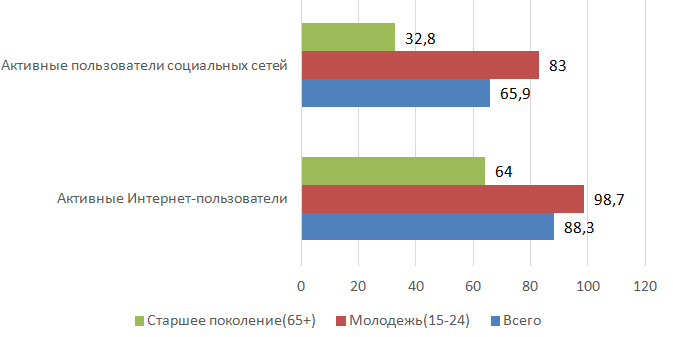 32,8
Активные пользователи социальных сетей
83
65,9
64
Активные Интернет-пользователи
98,7
88,3
0 20 40 60 80 100 120
Старшее поколение(65+) Молодежь(15-24) Всего